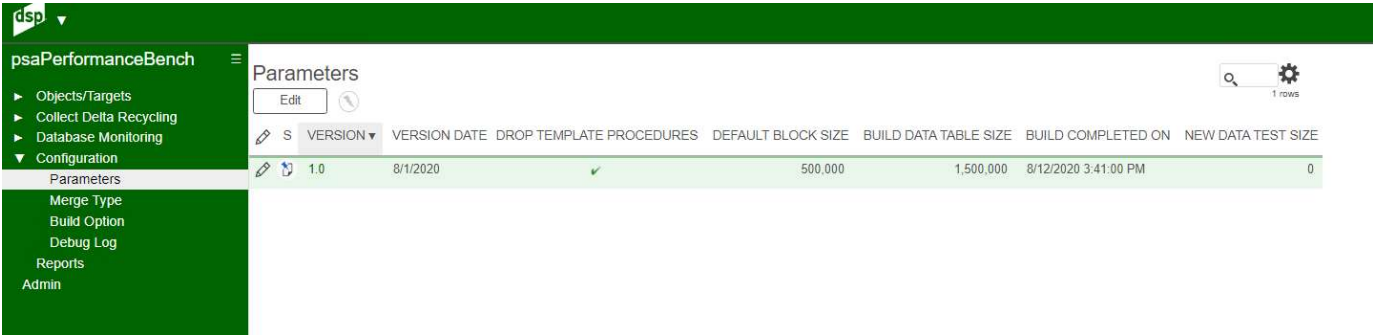 dsp
psaPerformanceBench
Objects/Targets
Collect Delta Recycling
Database Monitoring
Configuration
Parameters
Merge Type
Build Option
Debug Log
Reports
Admin
Parameters
1 rows
Edit
S VERSION VERSION DATE DROP TEMPLATE PROCEDURES DEFAULT BLOCK SIZE BUILD DATA TABLE SIZE BUILD COMPLETED ON NEW DATA TEST SIZE
1.0 8/1/2020 500,000 1,500,000 8/12/2020 3:41:00 PM 0